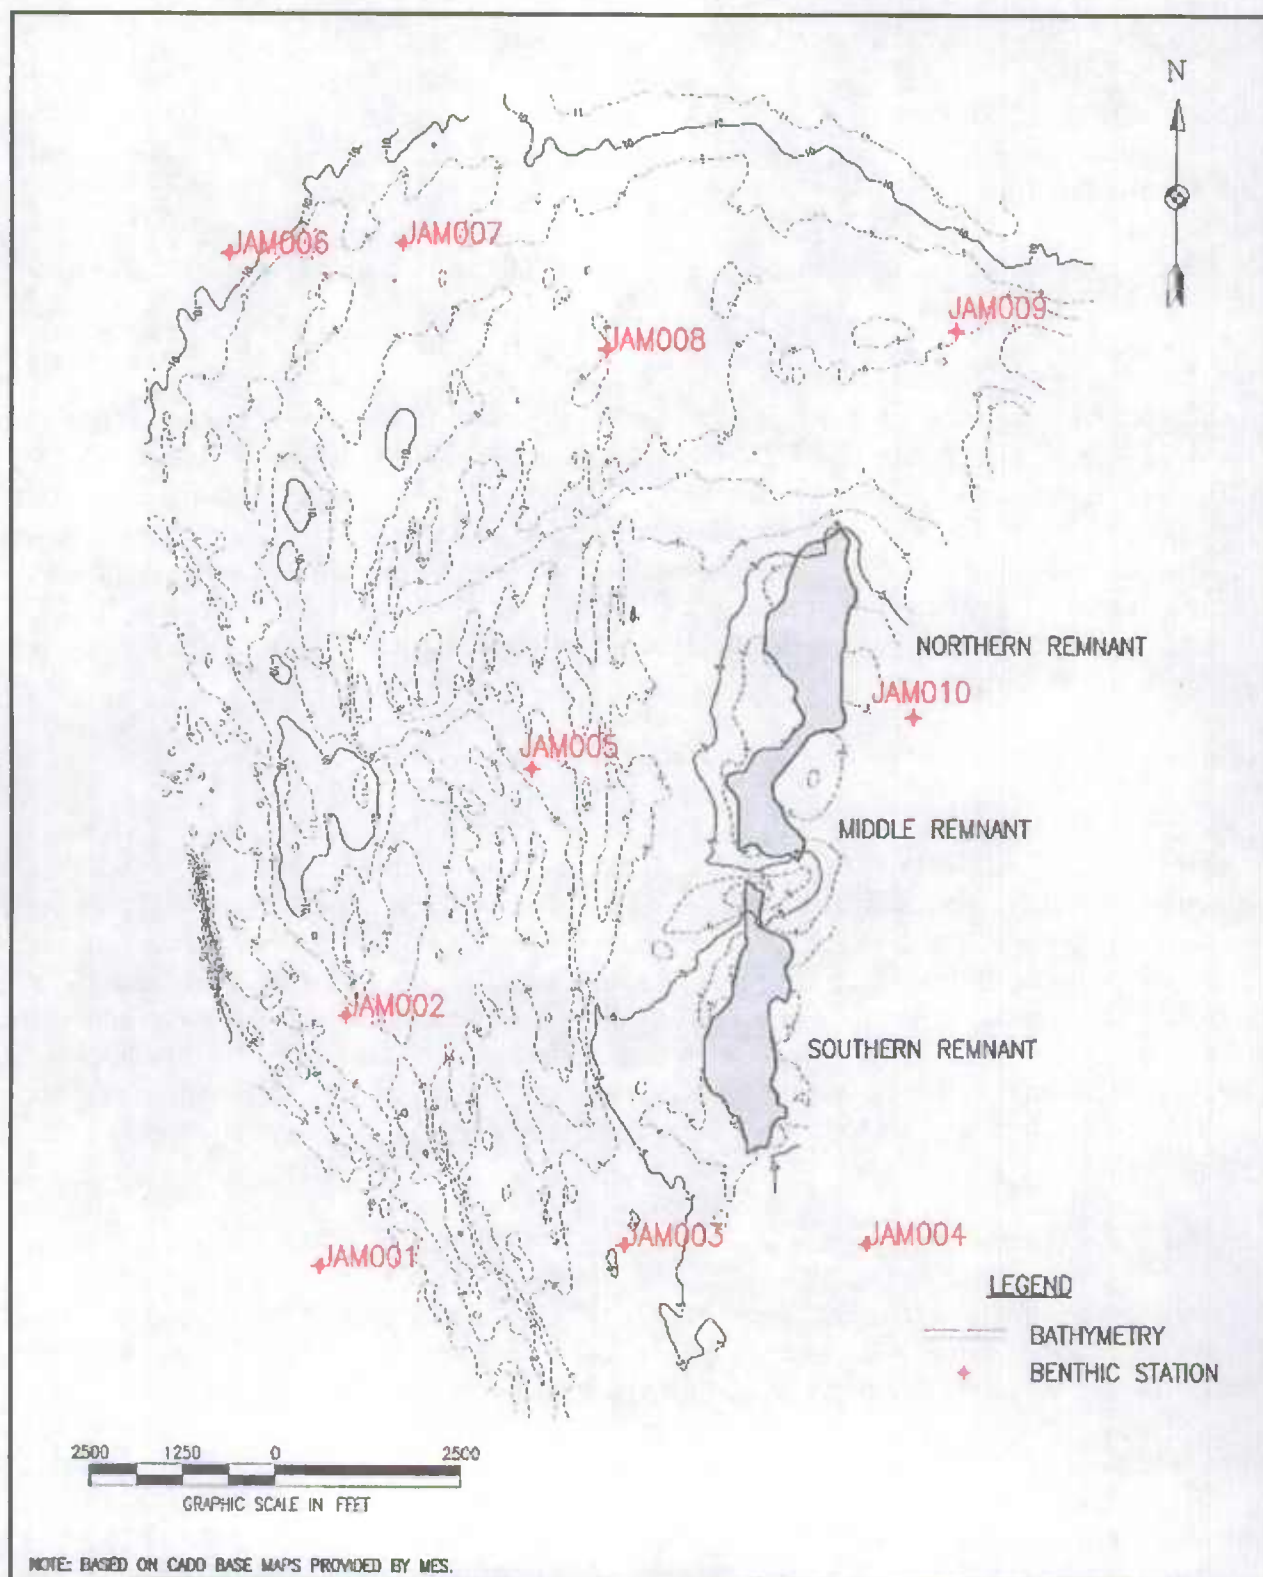 N
JAM006
JAM007
JAM008
JAM009
NORTHERN REMNANT
JAM010
JAM005
MIDDLE REMNANT
JAM002
SOUTHERN REMNANT
JAM003
JAM004
JAM001
LEGEND
BATHYMETRY
BENTHIC STATION
2500 1250 0 2500
GRAPHIC SCALE IN FEET
NOTE: BASED ON CADD BASE MAPS PROVIDED BY MES.